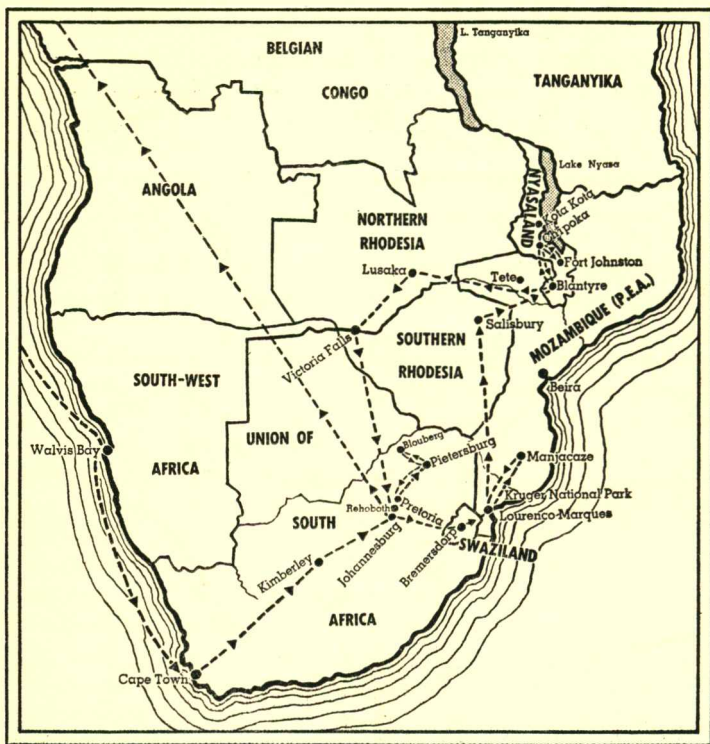 L. Tanganyika
BELGIAN
CONGO
TANGANYIKA
Lake Nyasa
NYASALAND
ANGOLA
Kota Kota
Chipoka
NORTHERN
RHODESIA
Fort Johnston
Lusaka
Tete
Blantyre
MOZAMBIQUE (P.E.A.)
Salisbury
Victoria Falls
SOUTHERN
RHODESIA
SOUTH-WEST
AFRICA
Beira
UNION OF
SOUTH
AFRICA
Walvis Bay
Blouberg
Pietersburg
Manjacaze
Kruger National Park
Rehoboth
Pretoria
Lourenco Marques
Johannesburg
Bremersdorp
SWAZILAND
Kimberley
Cape Town